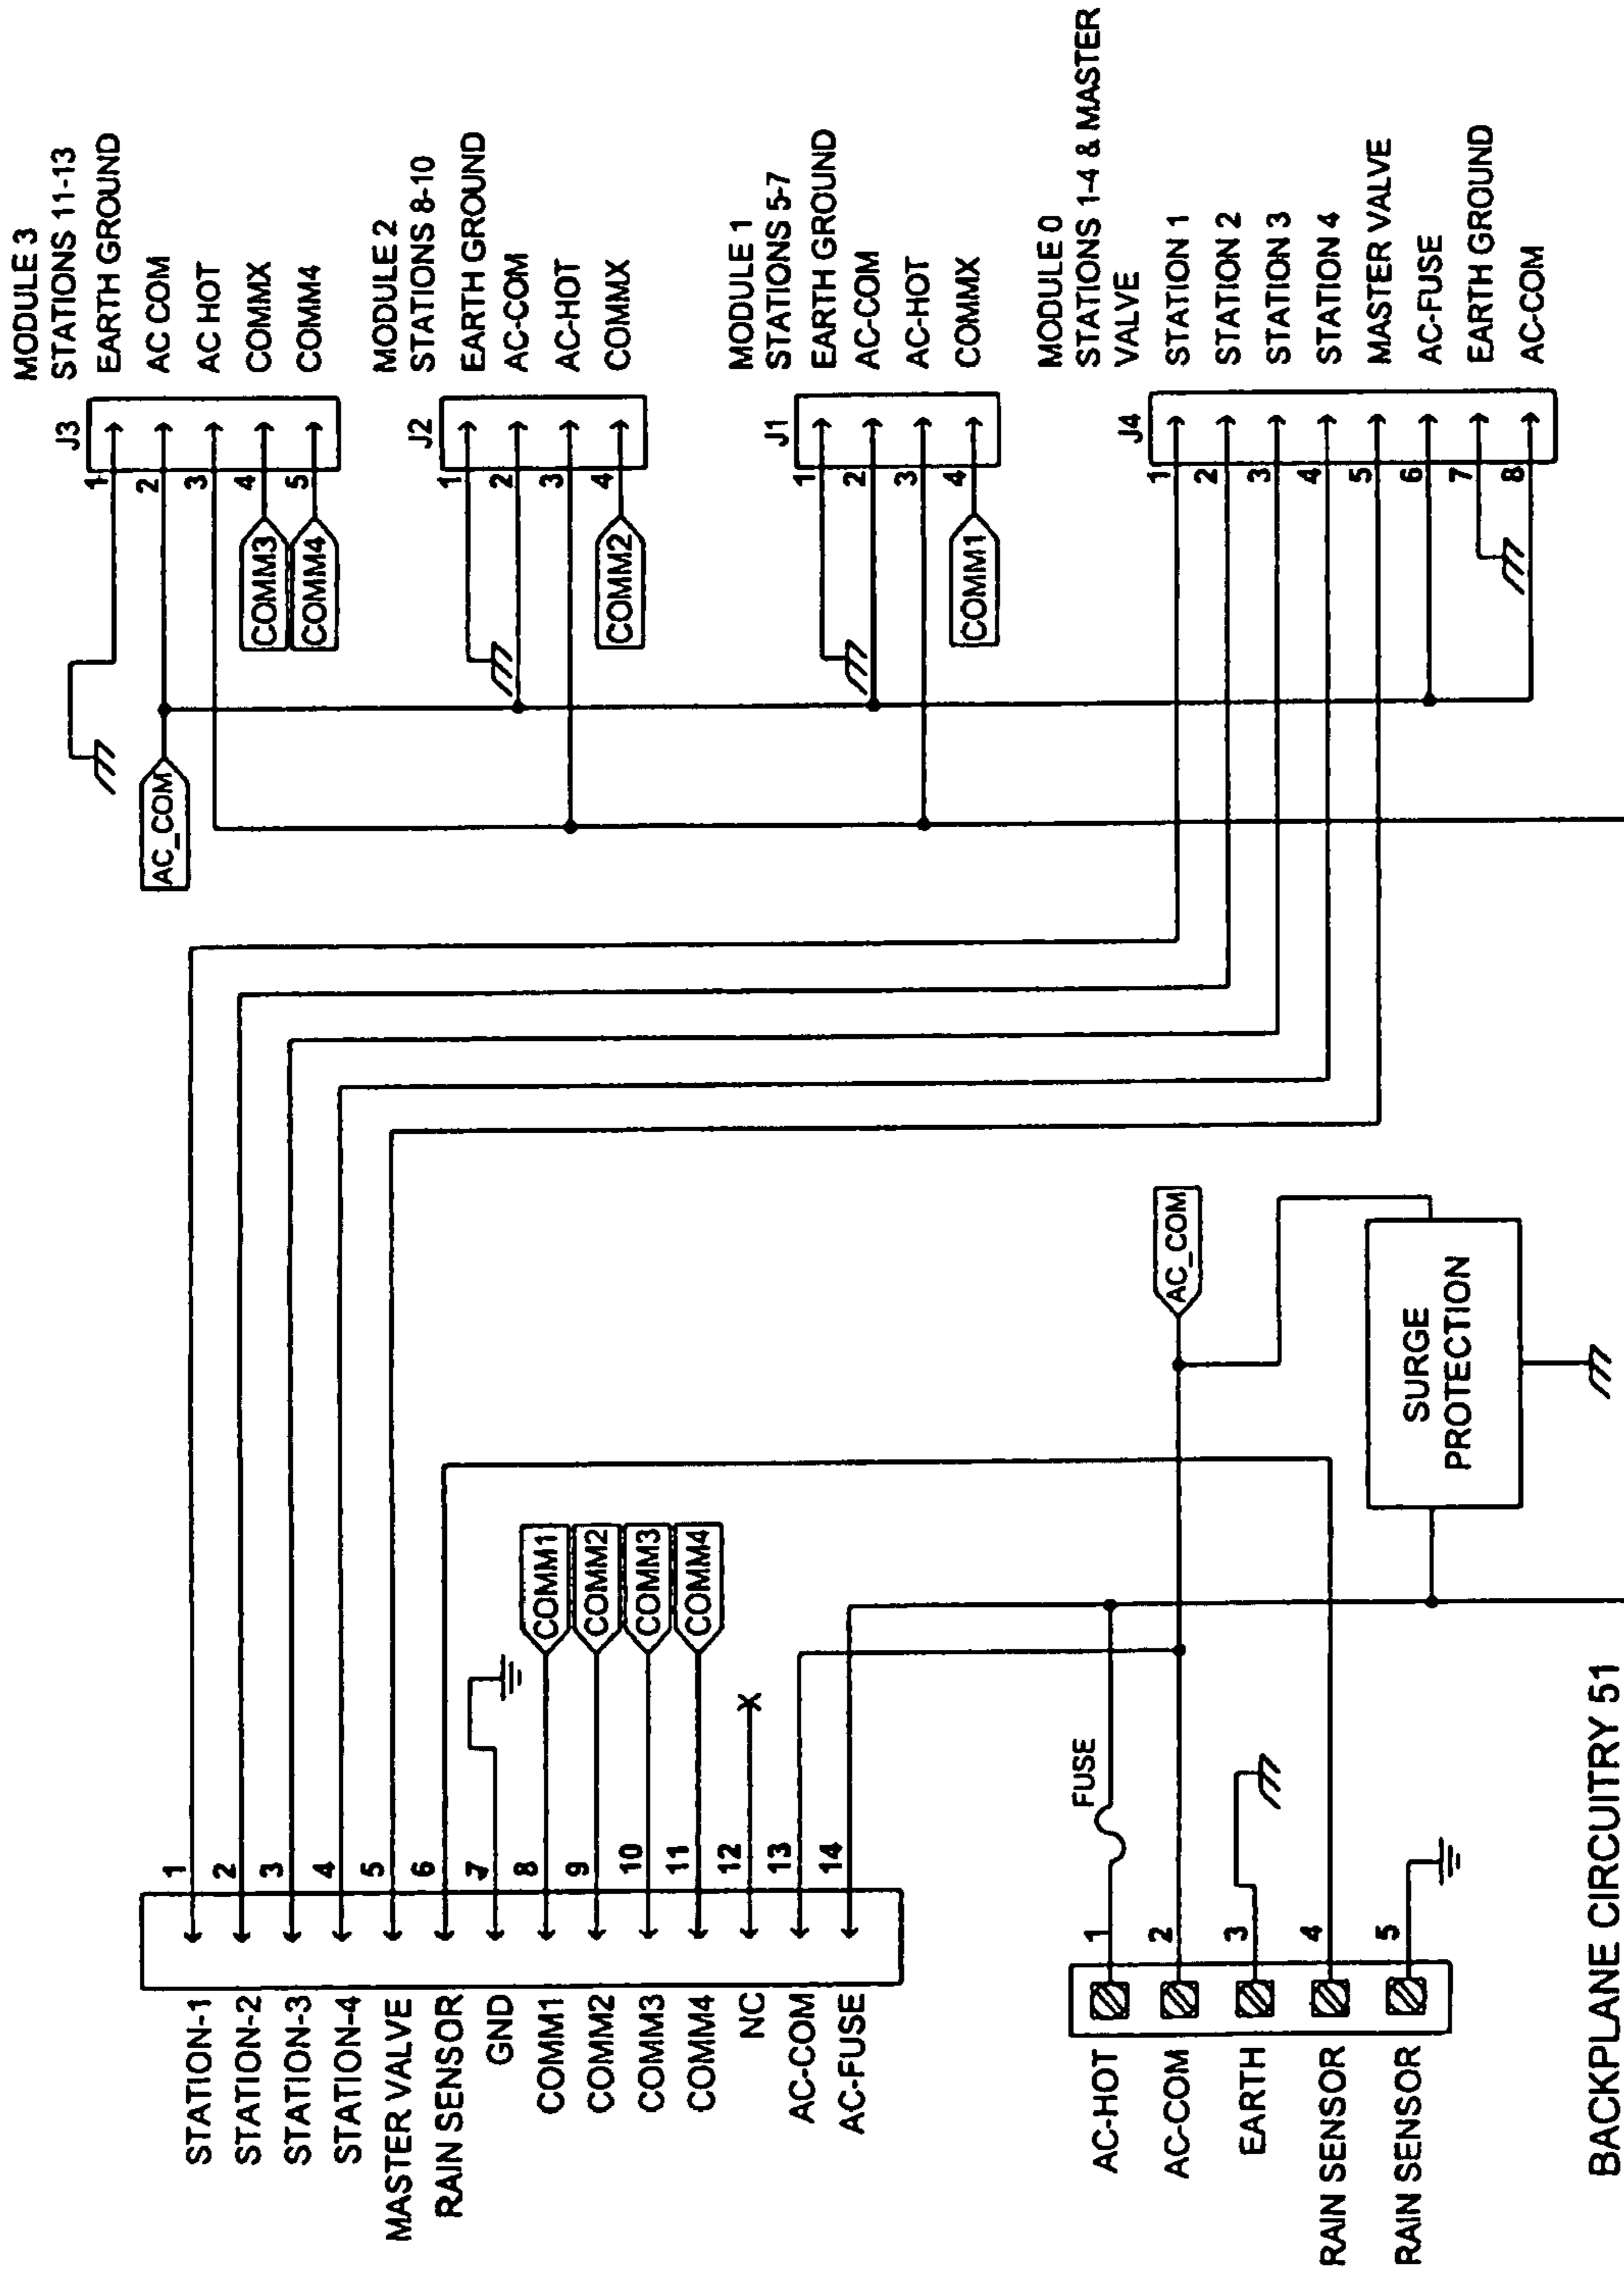 STATION-1
STATION-2
STATION-3
STATION-4
MASTER VALVE
RAIN SENSOR
GND
COMM1
COMM2
COMM3
COMM4
NC
AC-COM
AC-FUSE
1
2
3
4
5
6
7
8
9
10
11
12
13
14
COMM1
COMM2
COMM3
COMM4
AC-HOT
AC-COM
EARTH
RAIN SENSOR
RAIN SENSOR
1
2
3
4
5
FUSE
AC_COM
SURGE
PROTECTION
AC_COM
MODULE 3
STATIONS 11-13
J3
1
2
3
4
5
EARTH GROUND
AC COM
AC HOT
COMMX
COMM4
COMM3
COMM4
MODULE 2
STATIONS 8-10
J2
1
2
3
4
EARTH GROUND
AC-COM
AC-HOT
COMMX
COMM2
MODULE 1
STATIONS 5-7
J1
1
2
3
4
EARTH GROUND
AC-COM
AC-HOT
COMMX
COMM1
MODULE 0
STATIONS 1-4 & MASTER
VALVE
J4
1
2
3
4
5
6
7
8
STATION 1
STATION 2
STATION 3
STATION 4
MASTER VALVE
AC-FUSE
EARTH GROUND
AC-COM
BACKPLANE CIRCUITRY 51